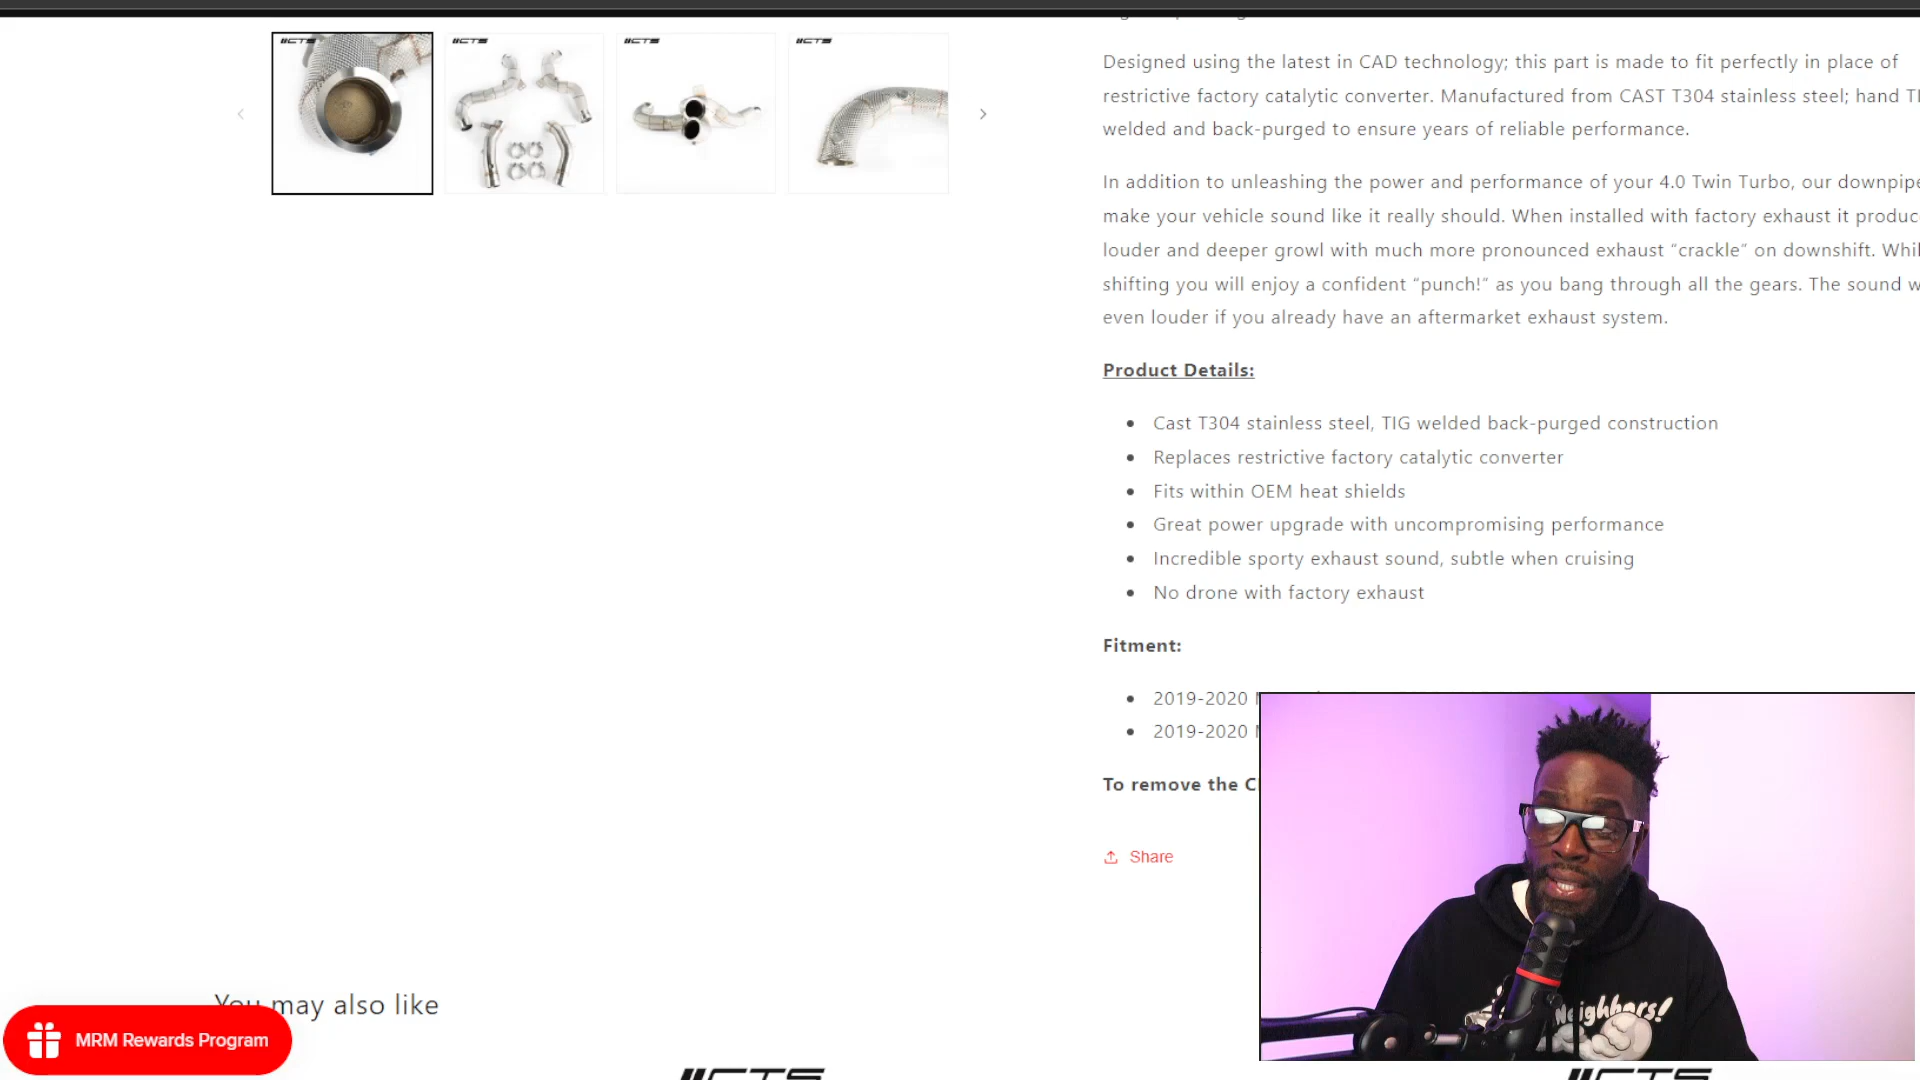 CTS
CTS
CTS
CTS
Designed using the latest in CAD technology; this part is made to fit perfectly in place of
restrictive factory catalytic converter. Manufactured from CAST T304 stainless steel; hand
welded and back-purged to ensure years of reliable performance.
In addition to unleashing the power and performance of your 4.0 Twin Turbo, our
make your vehicle sound like it really should. When installed with factory exhaust it
louder and deeper growl with much more pronounced exhaust “crackle” on downshift.
shifting you will enjoy a confident “punch!” as you bang through all the gears. The sound
even louder if you already have an aftermarket exhaust system.
Product Details:
Cast T304 stainless steel, TIG welded back-purged construction
Replaces restrictive factory catalytic converter
Fits within OEM heat shields
Great power upgrade with uncompromising performance
Incredible sporty exhaust sound, subtle when cruising
No drone with factory exhaust
Fitment:
2019-2020
2019-2020
To remove the
Share
You may also like
MRM Rewards Program
Neighbors!
CTS
CTS